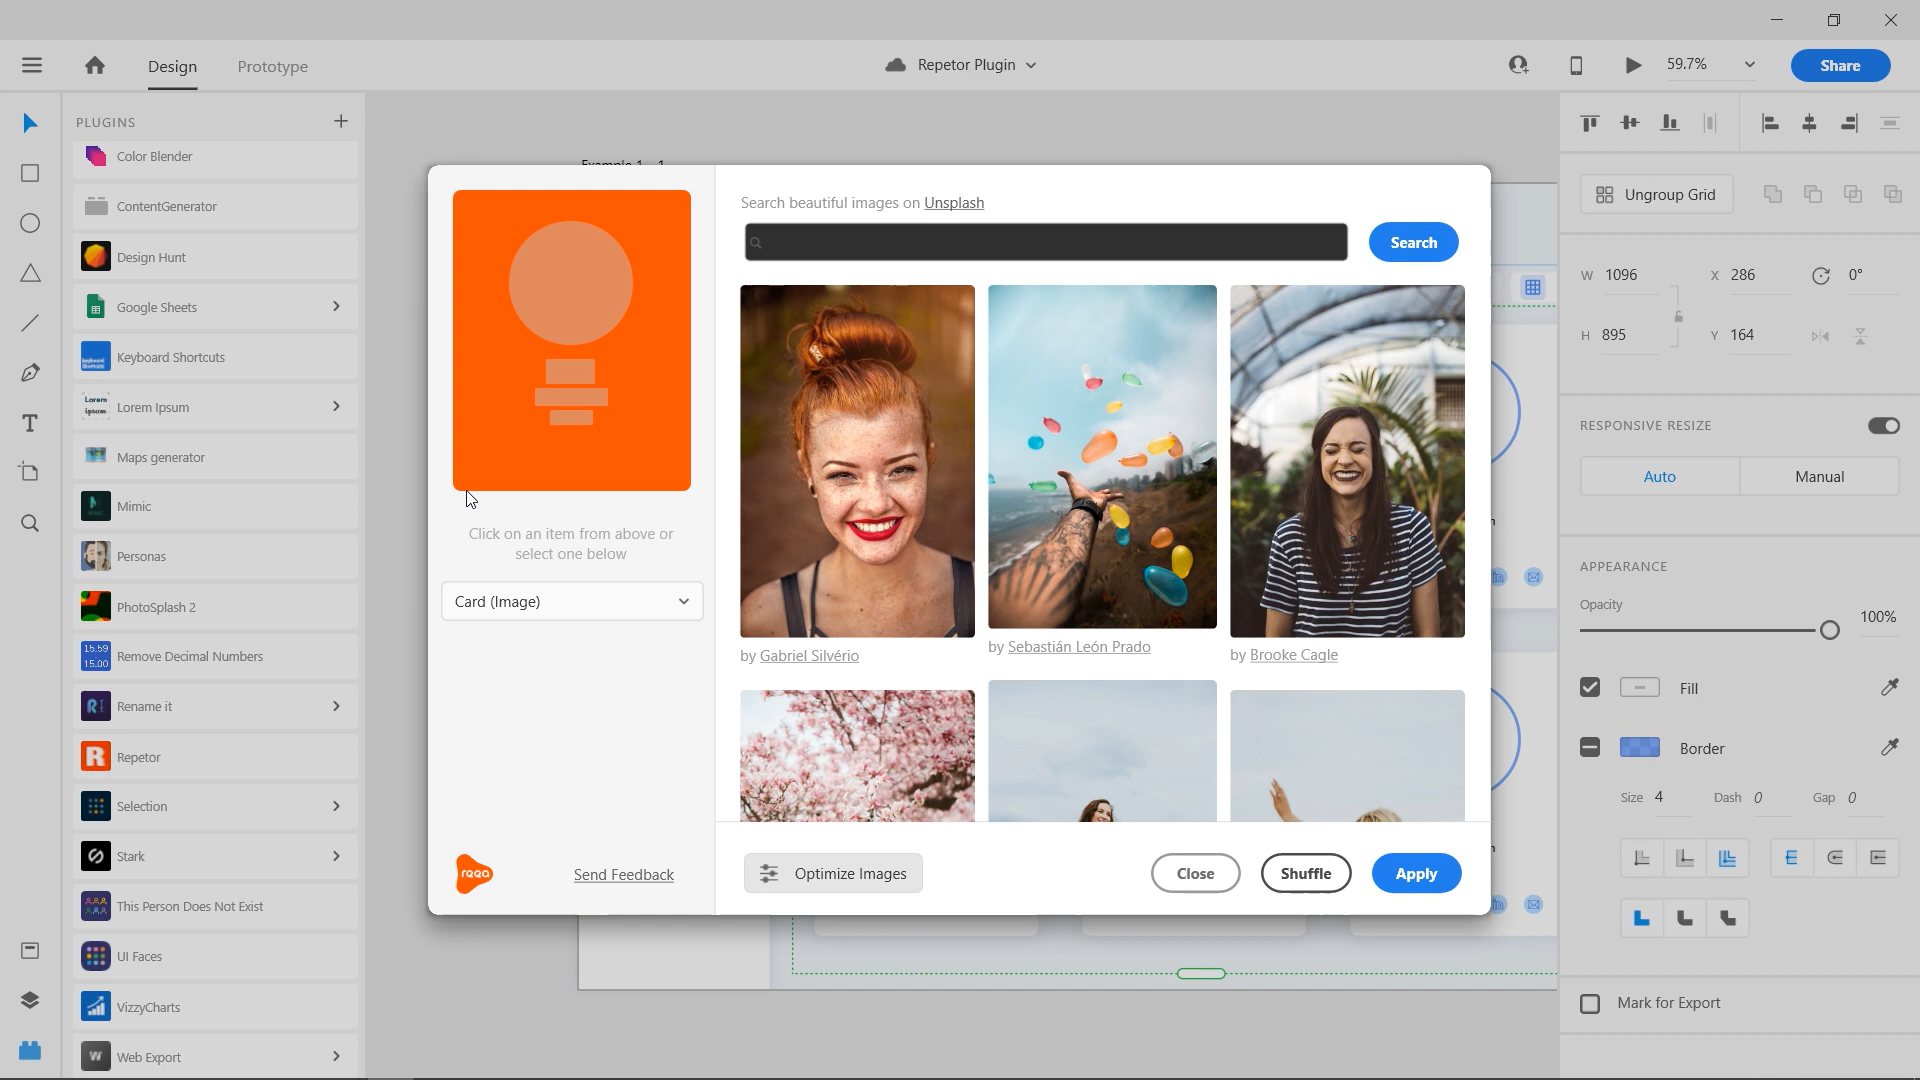 Design
Prototype
Repetor Plugin
59.7%
Share
PLUGINS
Color Blender
ContentGenerator
Design Hunt
Google Sheets
Keyboard Shortcuts
Lorem Ipsum
Maps generator
Mimic
Personas
PhotoSplash 2
15.59
15.00
Remove Decimal Numbers
Rename it
Repetor
Selection
Stark
This Person Does Not Exist
UI Faces
VizzyCharts
Web Export
Click on an item from above or
select one below
Card (Image)
reea
Send Feedback
Search beautiful images on Unsplash
Search
by Gabriel Silvério
by Sebastián León Prado
by Brooke Cagle
Optimize Images
Close
Shuffle
Apply
Ungroup Grid
W 1096
X 286
0°
H 895
Y 164
RESPONSIVE RESIZE
Auto
Manual
APPEARANCE
Opacity
100%
Fill
Border
Size 4
Dash 0
Gap 0
Mark for Export